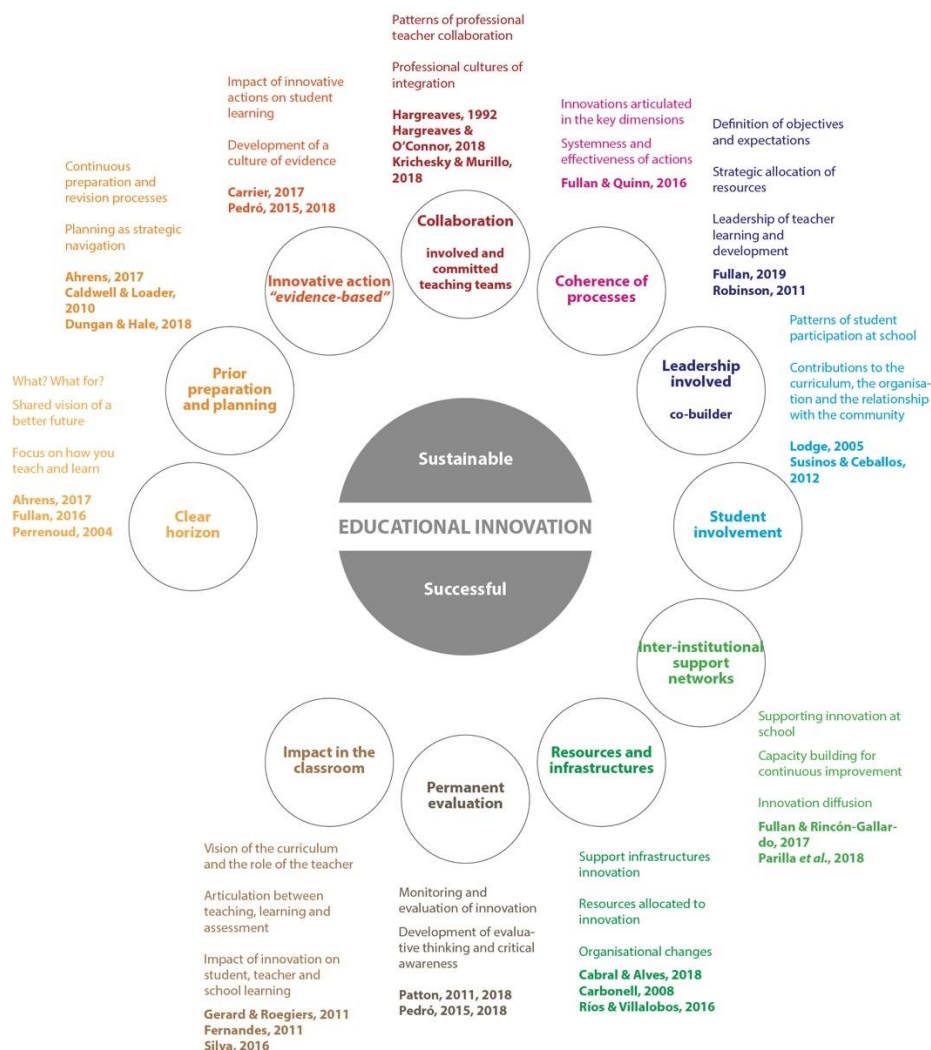 Patterns of professional
teacher collaboration
Professional cultures of
integration
Hargreaves, 1992
Hargreaves &
O’Connor, 2018
Krichesky & Murillo,
2018
Collaboration
involved and
committed
teaching teams
Impact of innovative
actions on student
learning
Development of a
culture of evidence
Carrier, 2017
Pedró, 2015, 2018
Innovative action
“evidence-based”
Innovations articulated
in the key dimensions
Systemness and
effectiveness of actions
Fullan & Quinn, 2016
Coherence of
processes
Definition of objectives
and expectations
Strategic allocation of
resources
Leadership of teacher
learning and
development
Fullan, 2019
Robinson, 2011
Leadership
involved
co-builder
Continuous
preparation and
revision processes
Planning as strategic
navigation
Ahrens, 2017
Caldwell & Loader,
2010
Dungan & Hale, 2018
Prior
preparation
and planning
Patterns of student
participation at school
Contributions to the
curriculum, the organisa-
tion and the relationship
with the community
Lodge, 2005
Susinos & Ceballos,
2012
Student
involvement
What? What for?
Shared vision of a
better future
Focus on how you
teach and learn
Ahrens, 2017
Fullan, 2016
Perrenoud, 2004
Clear
horizon
Sustainable
EDUCATIONAL INNOVATION
Successful
Inter-institutional
support
networks
Supporting innovation at
school
Capacity building for
continuous improvement
Innovation diffusion
Fullan & Rincón-Gallar-
do, 2017
Parilla et al., 2018
Impact in the
classroom
Vision of the curriculum
and the role of the teacher
Articulation between
teaching, learning and
assessment
Impact of innovation on
student, teacher and
school learning
Gerard & Roegiers, 2011
Fernandes, 2011
Silva, 2016
Permanent
evaluation
Monitoring and
evaluation of innovation
Development of evalua-
tive thinking and critical
awareness
Patton, 2011, 2018
Pedró, 2015, 2018
Resources and
infrastructures
Support infrastructures
innovation
Resources allocated to
innovation
Organisational changes
Cabral & Alves, 2018
Carbonell, 2008
Ríos & Villalobos, 2016